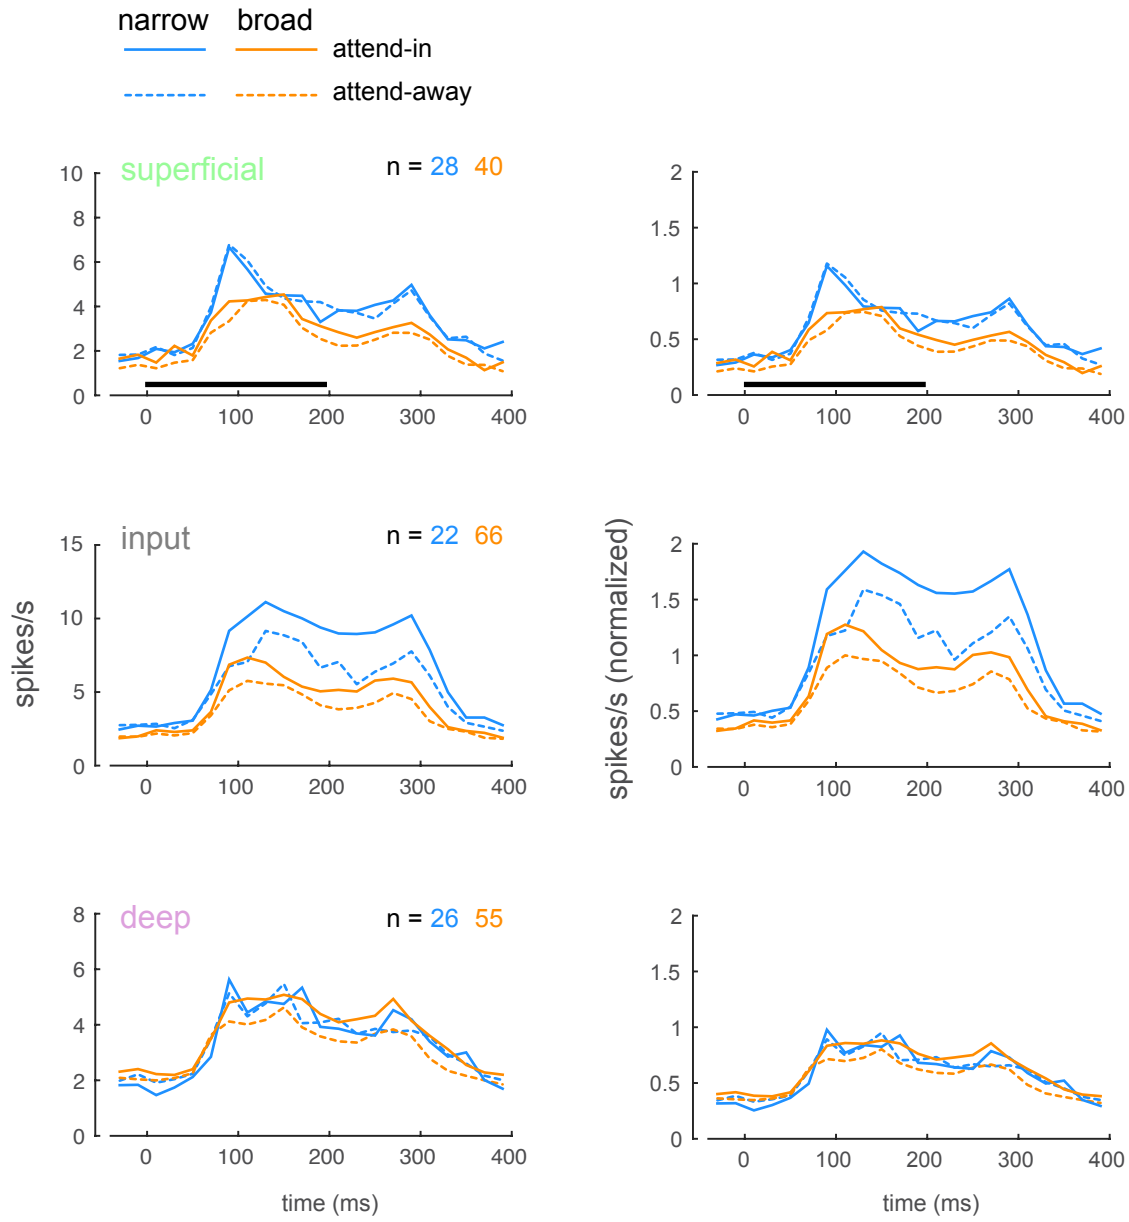 narrow broad
attend-in
attend-away
superficial n = 28 40
10
8
6
4
2
0
0 100 200 300 400
2
1.5
1
0.5
0
0 100 200 300 400
spikes/s
input n = 22 66
15
10
5
0
0 100 200 300 400
spikes/s (normalized)
2
1.5
1
0.5
0
0 100 200 300 400
deep n = 26 55
8
6
4
2
0
0 100 200 300 400
time (ms)
2
1.5
1
0.5
0
0 100 200 300 400
time (ms)